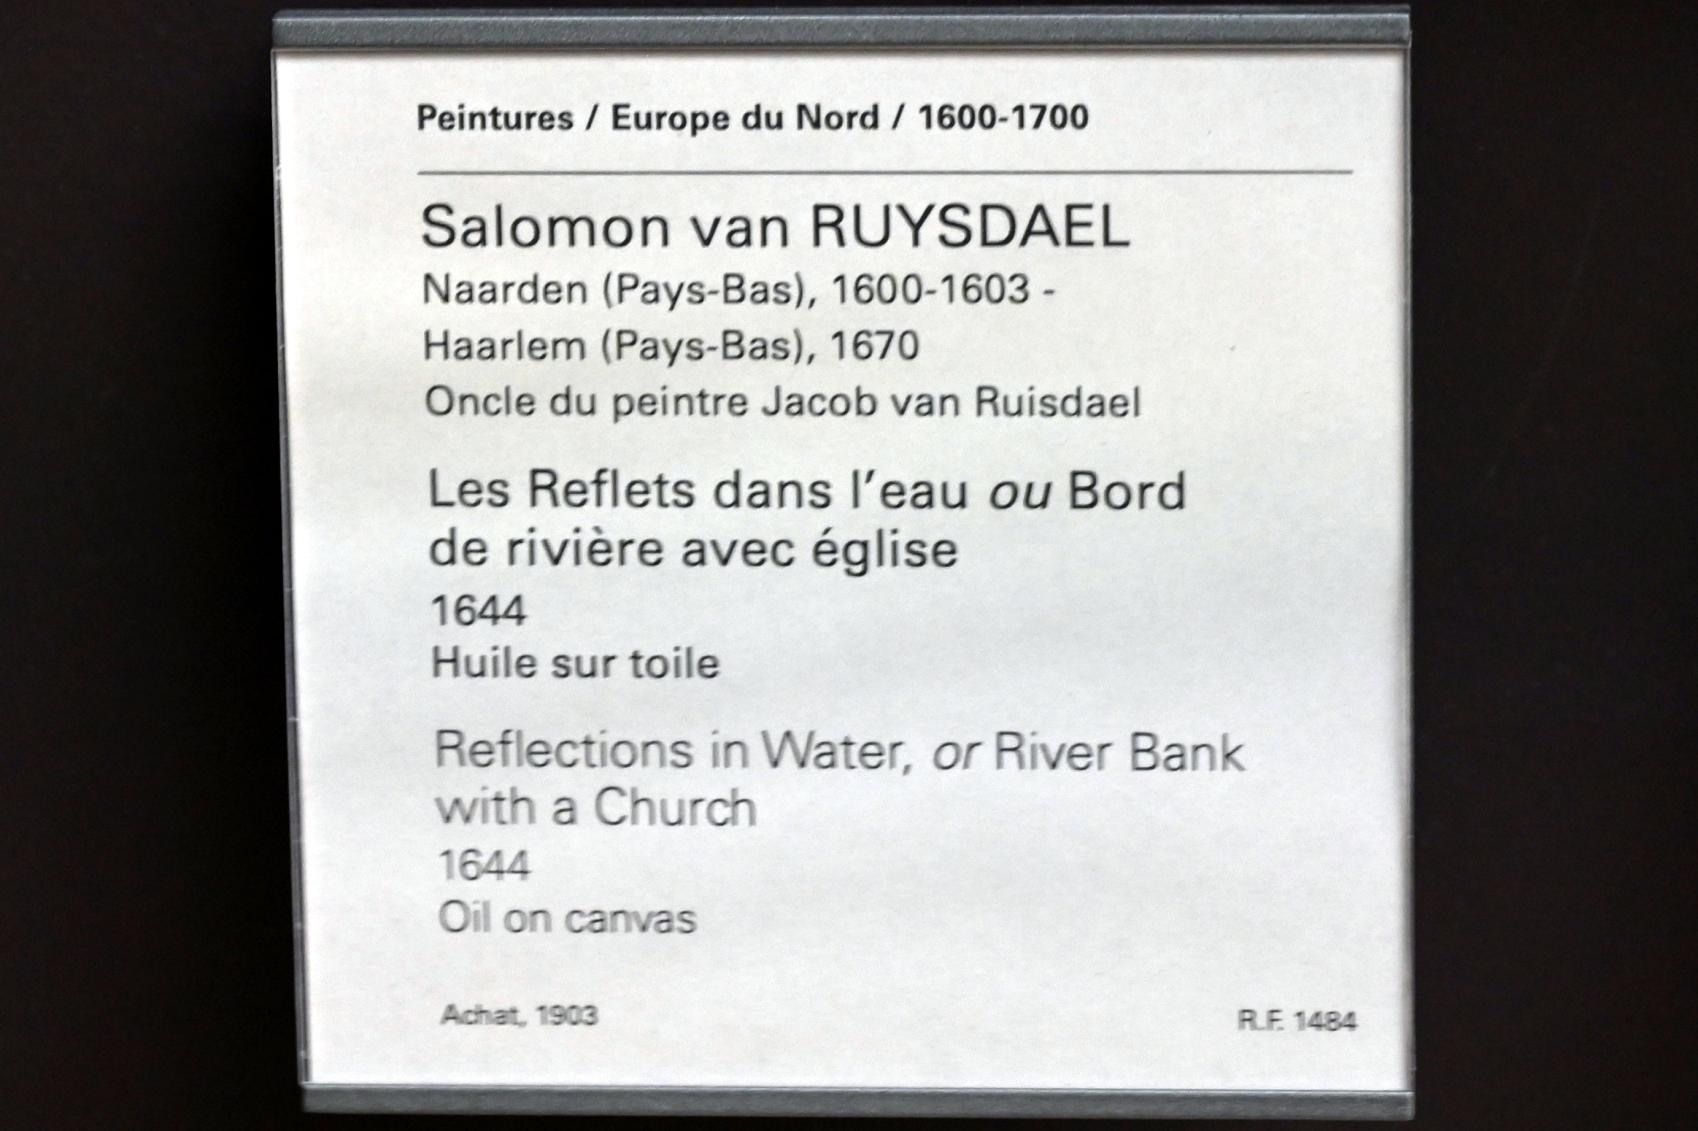 Peintures / Europe du Nord / 1600-1700
Salomon van RUYSDAEL
Naarden (Pays-Bas), 1600-1603 -
Haarlem (Pays-Bas), 1670
Oncle du peintre Jacob van Ruisdael
Les Reflets dans l'eau ou Bord
de rivière avec église
1644
Huile sur toile
Reflections in Water, or River Bank
with a Church
1644
Oil on canvas
Achat, 1903
R.F. 1484